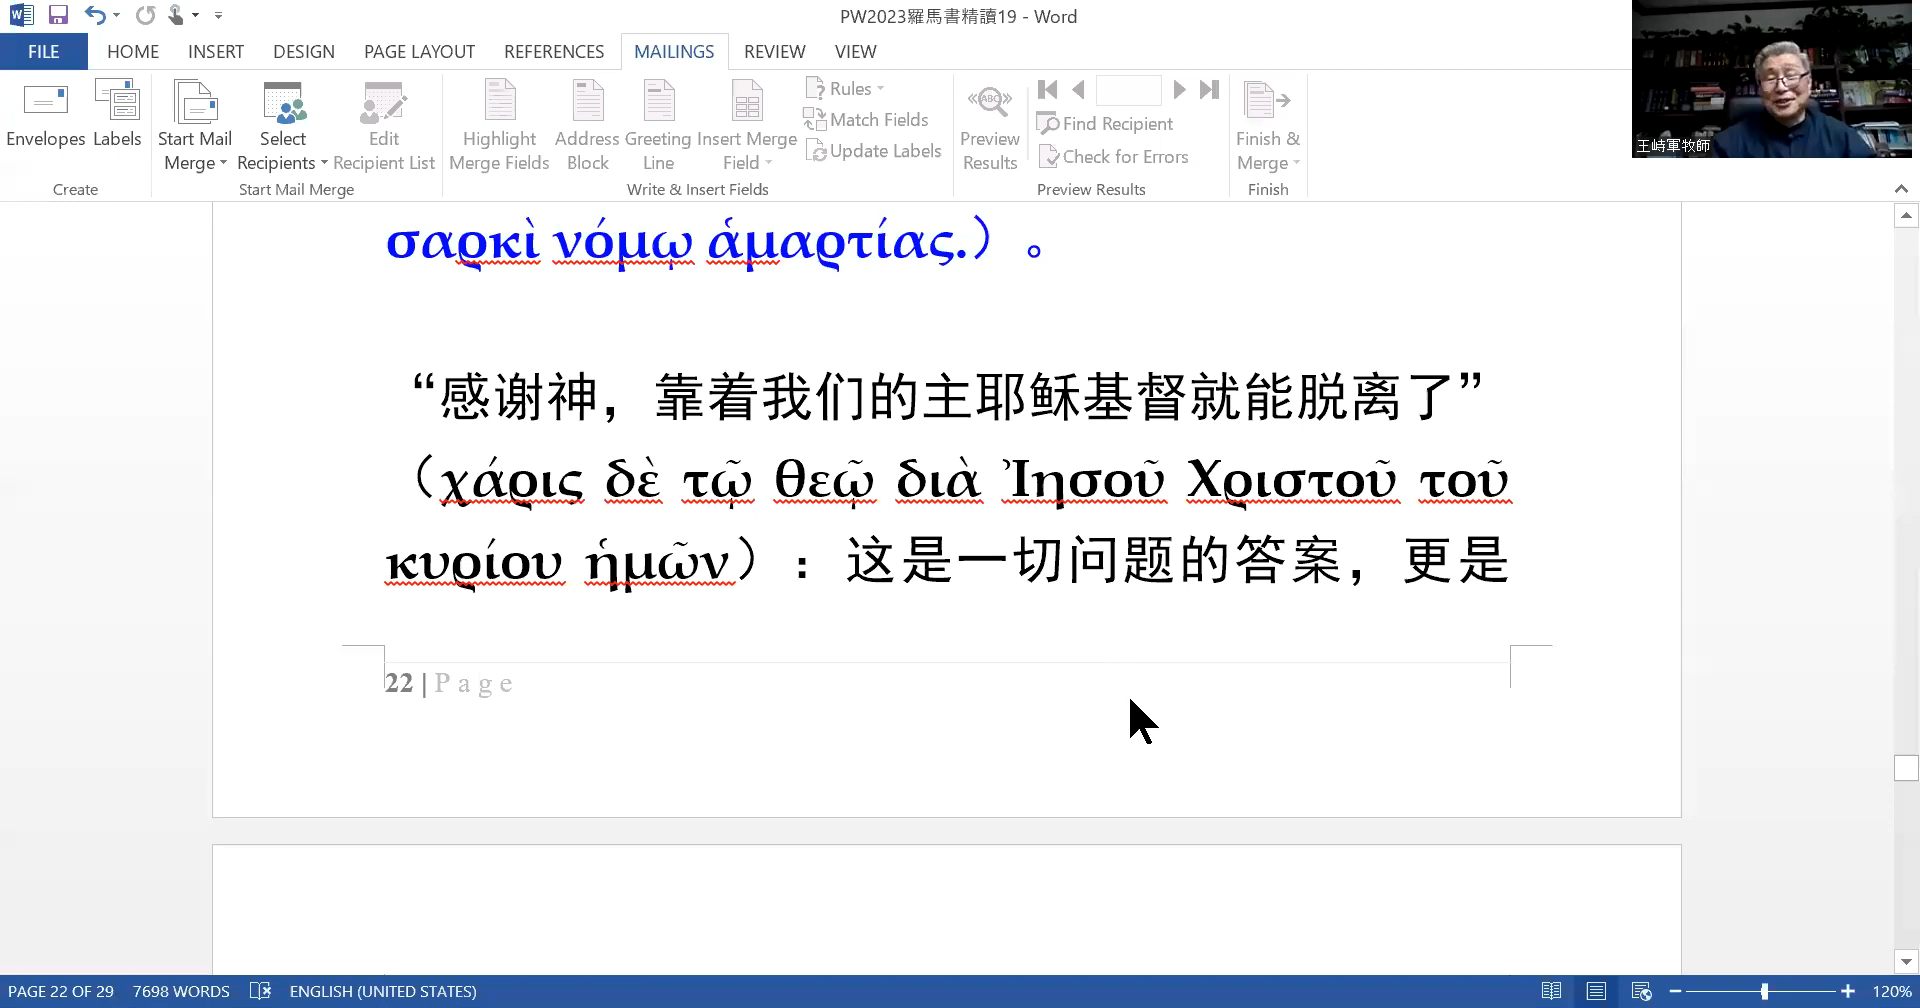 PW2023羅馬書精讀19 - Word
FILE HOME INSERT DESIGN PAGE LAYOUT REFERENCES MAILINGS REVIEW VIEW
Envelopes Labels
Create
Start Mail Merge
Select Recipients
Edit Recipient List
Start Mail Merge
Highlight Merge Fields
Address Block
Greeting Line
Insert Merge Field
Rules
Match Fields
Update Labels
Write & Insert Fields
ABC
Preview Results
Find Recipient
Check for Errors
Preview Results
Finish & Merge
Finish
王峙軍牧師
σαρκὶ νόμῳ ἁμαρτίας.）。
“感谢神，靠着我们的主耶稣基督就能脱离了”
（χάρις δὲ τῷ θεῷ διὰ Ἰησοῦ Χριστοῦ τοῦ
κυρίου ἡμῶν）：这是一切问题的答案，更是
22 | P a g e
PAGE 22 OF 29 7698 WORDS ENGLISH (UNITED STATES) 120%